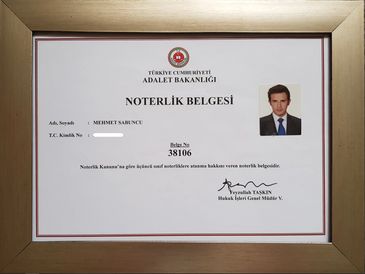 TÜRKİYE CUMHURİYETİ
ADALET BAKANLIĞI
NOTERLİK BELGESİ
Adı, Soyadı : MEHMET SABUNCU
T.C. Kimlik No :
Belge No
38106
Noterlik Kanunu'na göre üçüncü sınıf noterliklere atanma hakkını veren noterlik belgesidir.
Feyzullah TAŞKIN
Hukuk İşleri Genel Müdür Y.